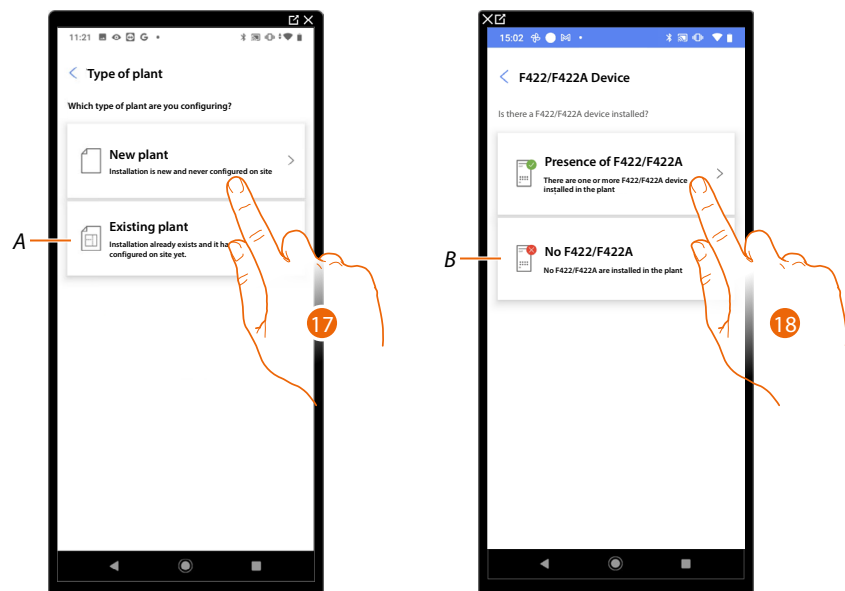 11:21
G
Type of plant
Which type of plant are you configuring?
New plant
Installation is new and never configured on site
Existing plant
Installation already exists and it ha
configured on site yet.
A
17
15:02
F422/F422A Device
Is there a F422/F422A device installed?
Presence of F422/F422A
There are one or more F422/F422A device
installed in the plant
No F422/F422A
No F422/F422A are installed in the plant
B
18